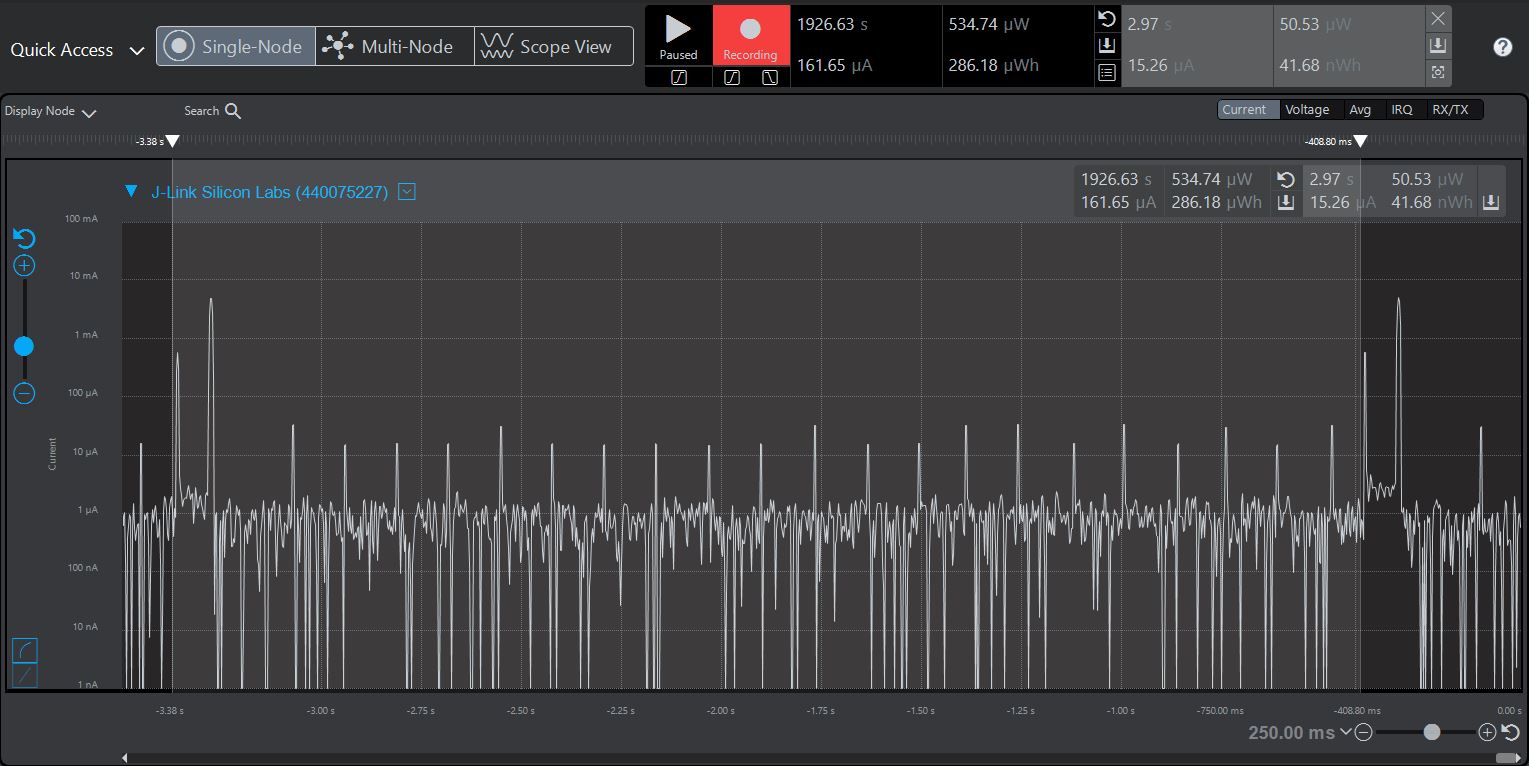 Quick Access
Single-Node
Multi-Node
Scope View
Paused
Recording
1926.63 s
534.74 µW
161.65 µA
286.18 µWh
2.97 s
50.53 µW
15.26 µA
41.68 nWh
Display Node
Search
Current
Voltage
Avg
IRQ
RX/TX
-3.38 s
-408.80 ms
J-Link Silicon Labs (440075227)
1926.63 s
534.74 µW
2.97 s
50.53 µW
161.65 µA
286.18 µWh
15.26 µA
41.68 nWh
100 mA
10 mA
1 mA
100 µA
10 µA
1 µA
100 nA
10 nA
1 nA
Current
-3.38 s
-3.00 s
-2.75 s
-2.50 s
-2.25 s
-2.00 s
-1.75 s
-1.50 s
-1.25 s
-1.00 s
-750.00 ms
-408.80 ms
0.00 s
250.00 ms